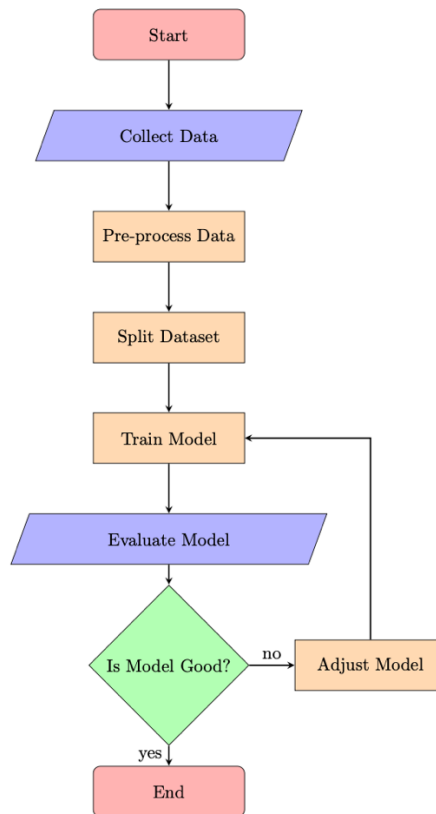 Start
Collect Data
Pre-process Data
Split Dataset
Train Model
Evaluate Model
Is Model Good?
no
Adjust Model
yes
End